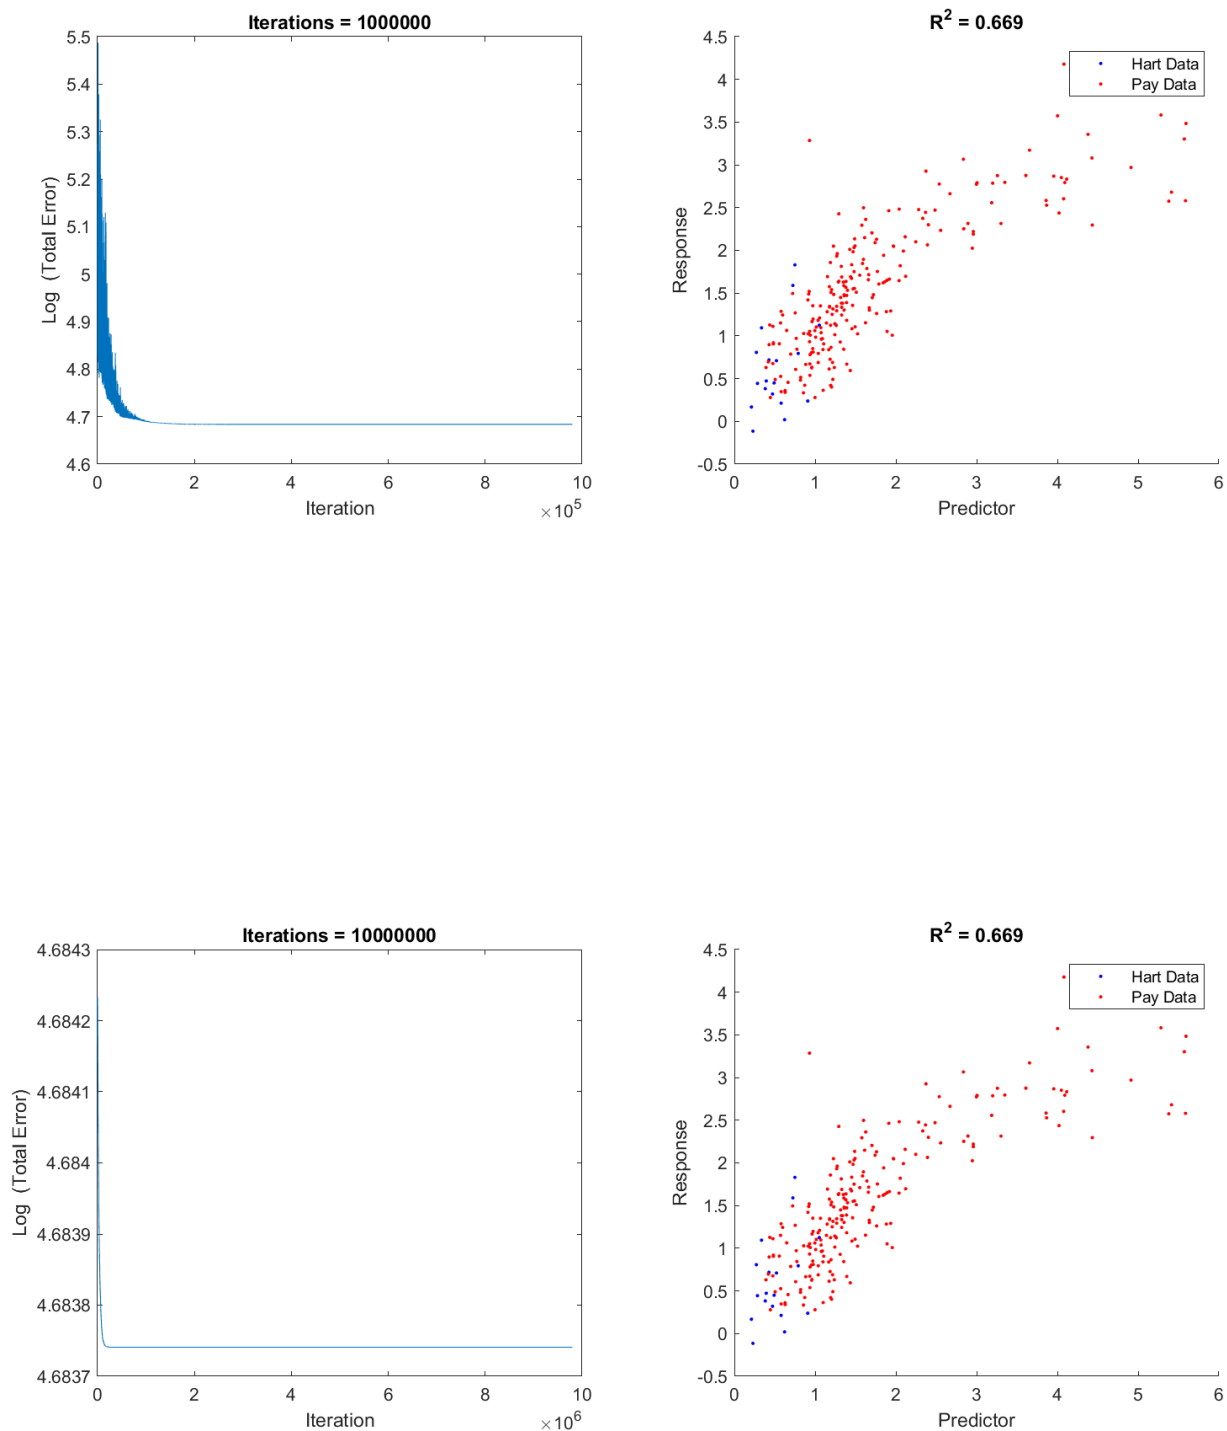 Iterations = 1000000
5.5
5.4
5.3
5.2
5.1
5
4.9
4.8
4.7
4.6
Log (Total Error)
0 2 4 6 8 10
Iteration
×10^5
R^2 = 0.669
4.5
4
3.5
3
2.5
2
1.5
1
0.5
0
-0.5
Response
Hart Data
Pay Data
0 1 2 3 4 5 6
Predictor
Iterations = 10000000
4.6843
4.6842
4.6841
4.684
4.6839
4.6838
4.6837
Log (Total Error)
0 2 4 6 8 10
Iteration
×10^6
R^2 = 0.669
4.5
4
3.5
3
2.5
2
1.5
1
0.5
0
-0.5
Response
Hart Data
Pay Data
0 1 2 3 4 5 6
Predictor